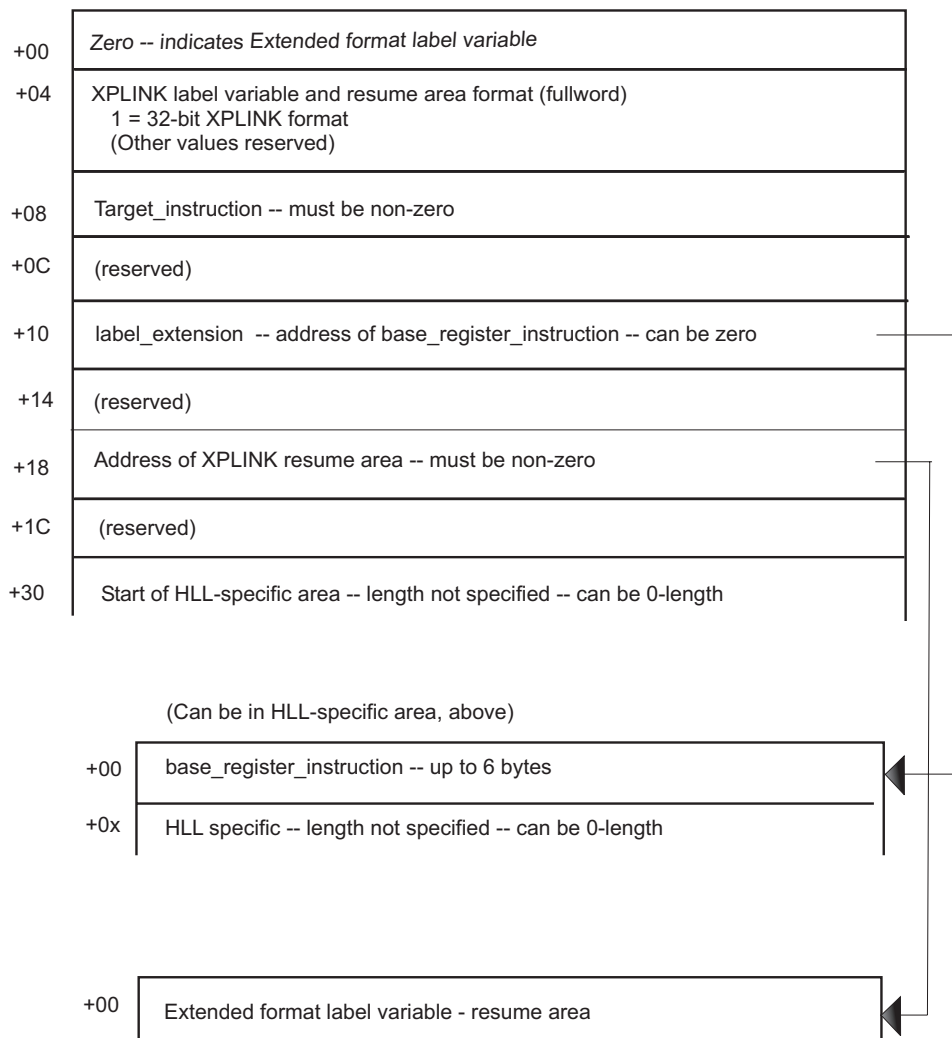 +00 Zero -- indicates Extended format label variable
+04 XPLINK label variable and resume area format (fullword)
1 = 32-bit XPLINK format
(Other values reserved)
+08 Target_instruction -- must be non-zero
+0C (reserved)
+10 label_extension -- address of base_register_instruction -- can be zero
+14 (reserved)
+18 Address of XPLINK resume area -- must be non-zero
+1C (reserved)
+30 Start of HLL-specific area -- length not specified -- can be 0-length
(Can be in HLL-specific area, above)
+00 base_register_instruction -- up to 6 bytes
+0x HLL specific -- length not specified -- can be 0-length
+00 Extended format label variable - resume area